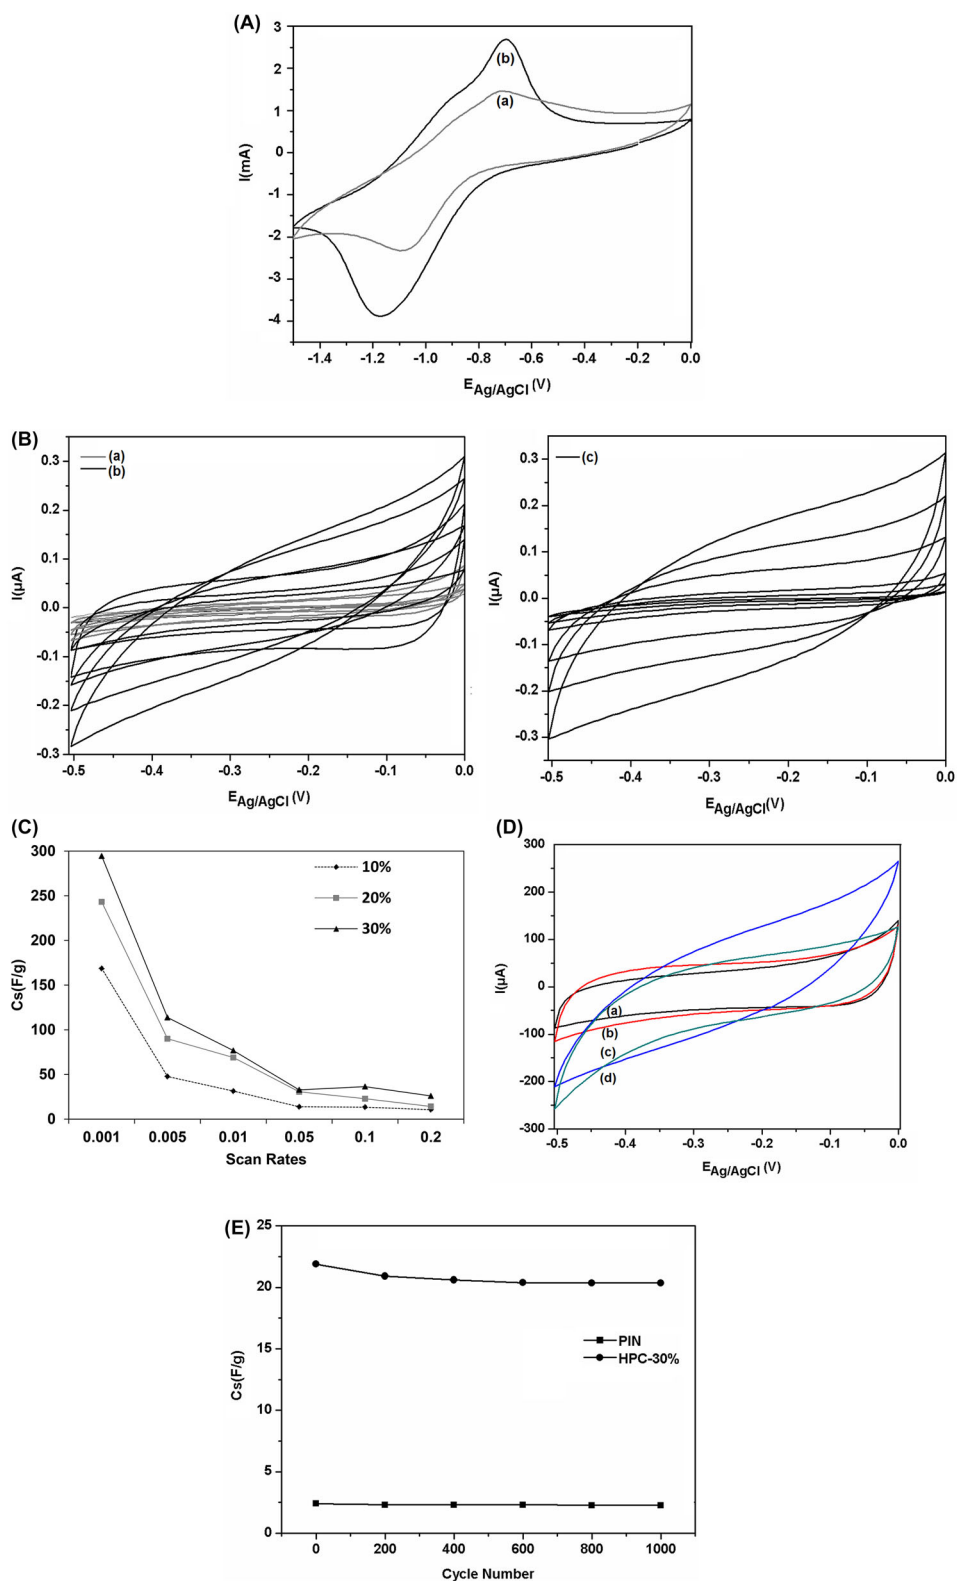 (A)
3
2
1
0
-1
-2
-3
-4
I(mA)
(b)
(a)
-1.4 -1.2 -1.0 -0.8 -0.6 -0.4 -0.2 0.0
E Ag/AgCl (V)
(B)
(a)
(b)
0.3
0.2
0.1
0.0
-0.1
-0.2
-0.3
I(µA)
-0.5 -0.4 -0.3 -0.2 -0.1 0.0
E Ag/AgCl (V)
(c)
0.3
0.2
0.1
0.0
-0.1
-0.2
-0.3
I(µA)
-0.5 -0.4 -0.3 -0.2 -0.1 0.0
E Ag/AgCl(V)
(C)
300
250
200
150
100
50
0
Cs(F/g)
10%
20%
30%
0.001 0.005 0.01 0.05 0.1 0.2
Scan Rates
(D)
300
200
100
0
-100
-200
-300
I(µA)
(a)
(b)
(c)
(d)
-0.5 -0.4 -0.3 -0.2 -0.1 0.0
E Ag/AgCl (V)
(E)
25
20
15
10
5
0
Cs(F/g)
PIN
HPC-30%
0 200 400 600 800 1000
Cycle Number